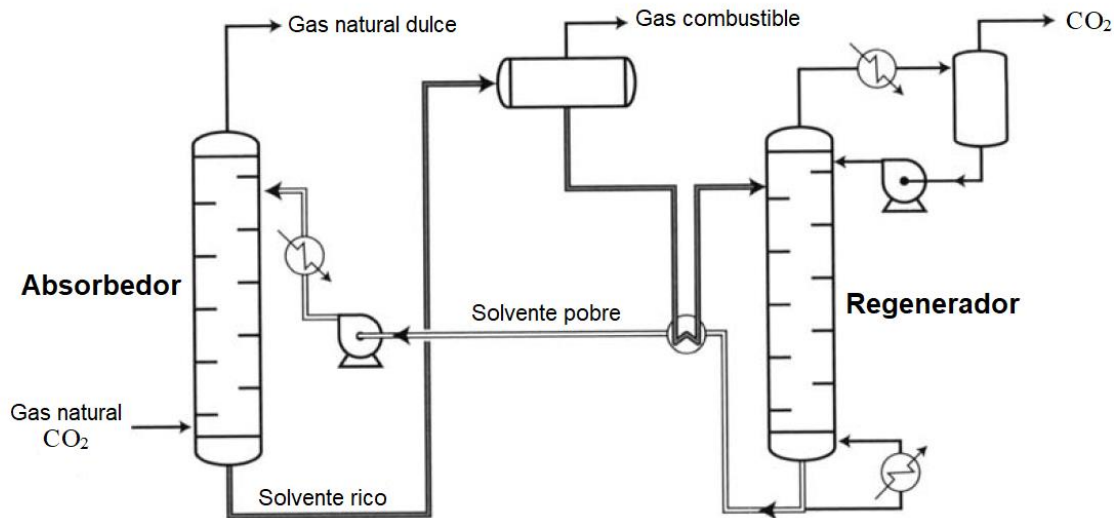 Gas natural dulce
Gas combustible
CO₂
Absorbedor
Solvente pobre
Regenerador
Gas natural
CO₂
Solvente rico